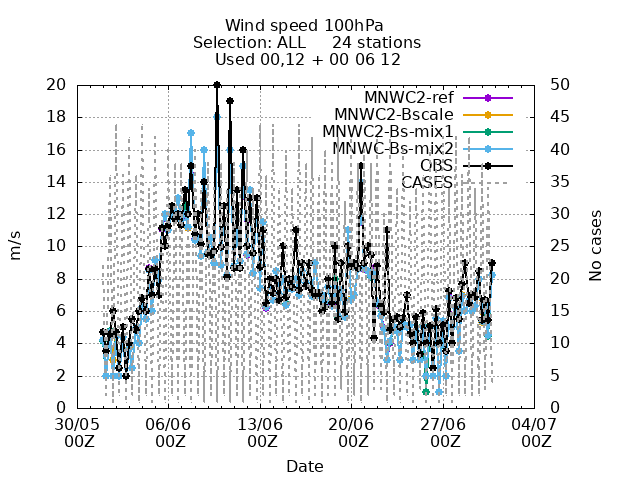 Wind speed 100hPa
Selection: ALL 24 stations
Used 00,12 + 00 06 12
20 50
18 45
16 40
14 35
12 30
10 25
8 20
6 15
4 10
2 5
0 0
MNWC2-ref
MNWC2-Bscale
MNWC2-Bs-mix1
MNWC-Bs-mix2
OBS
CASES
m/s
No cases
30/05 06/06 13/06 20/06 27/06 04/07
00Z 00Z 00Z 00Z 00Z 00Z
Date